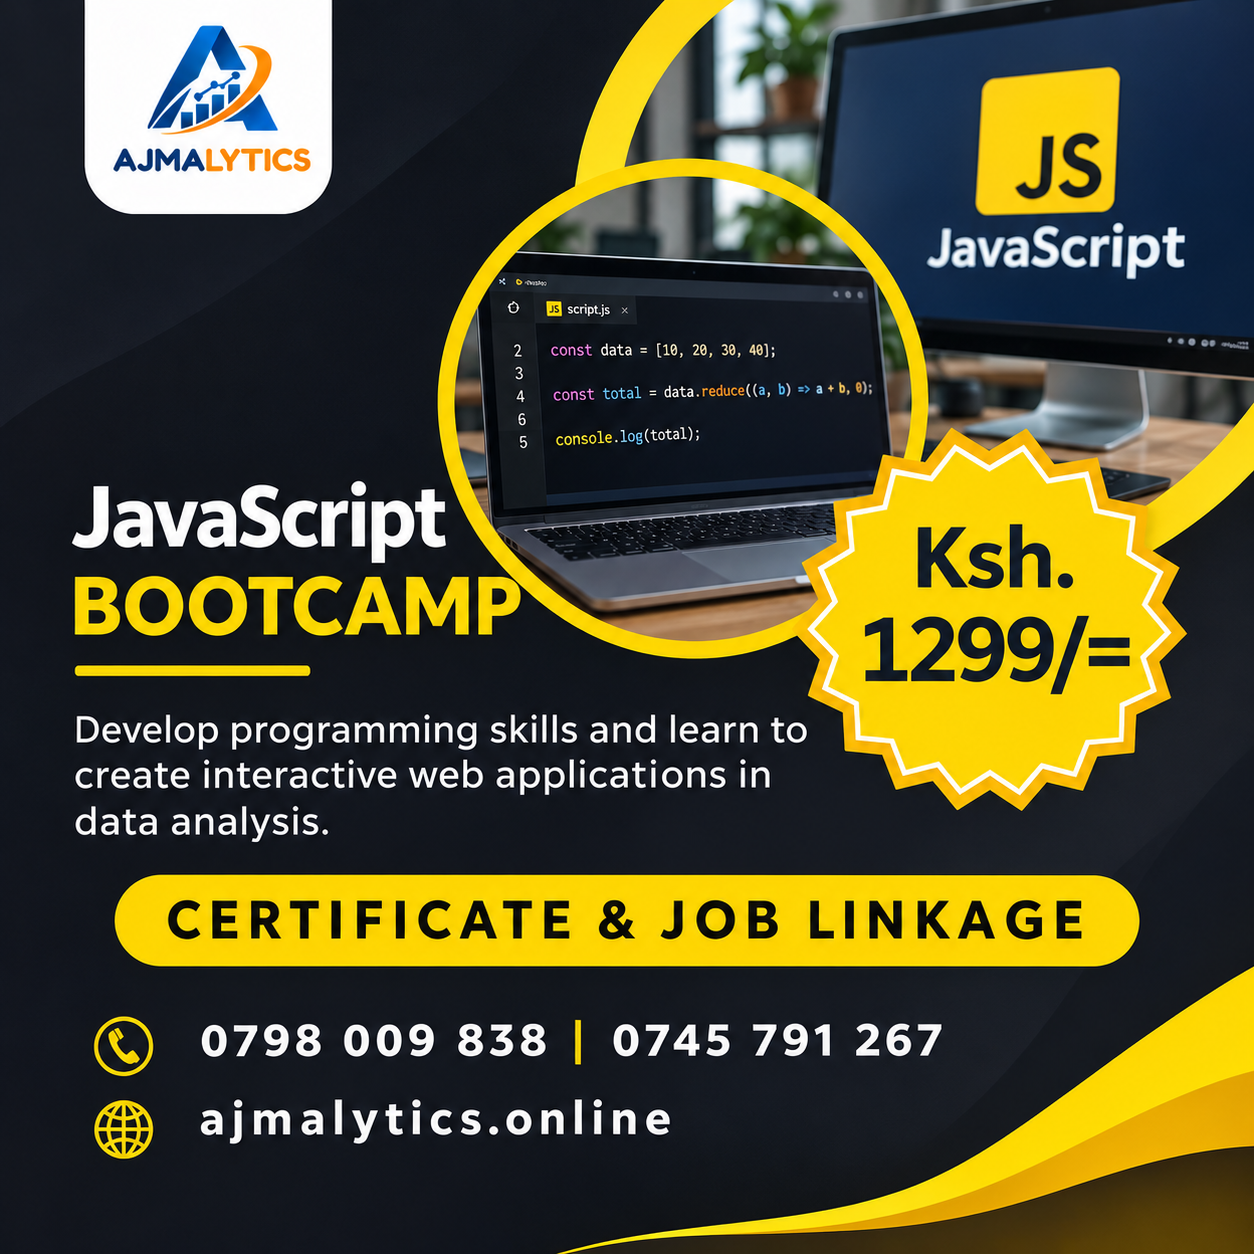 AJMALYTICS
JS
JavaScript
JS script.js ×
2 const data = [10, 20, 30, 40];
3
4 const total = data.reduce((a, b) => a + b, 0);
6
5 console.log(total);
JavaScript
BOOTCAMP
Ksh.
1299/=
Develop programming skills and learn to
create interactive web applications in
data analysis.
CERTIFICATE & JOB LINKAGE
0798 009 838 | 0745 791 267
ajmalytics.online